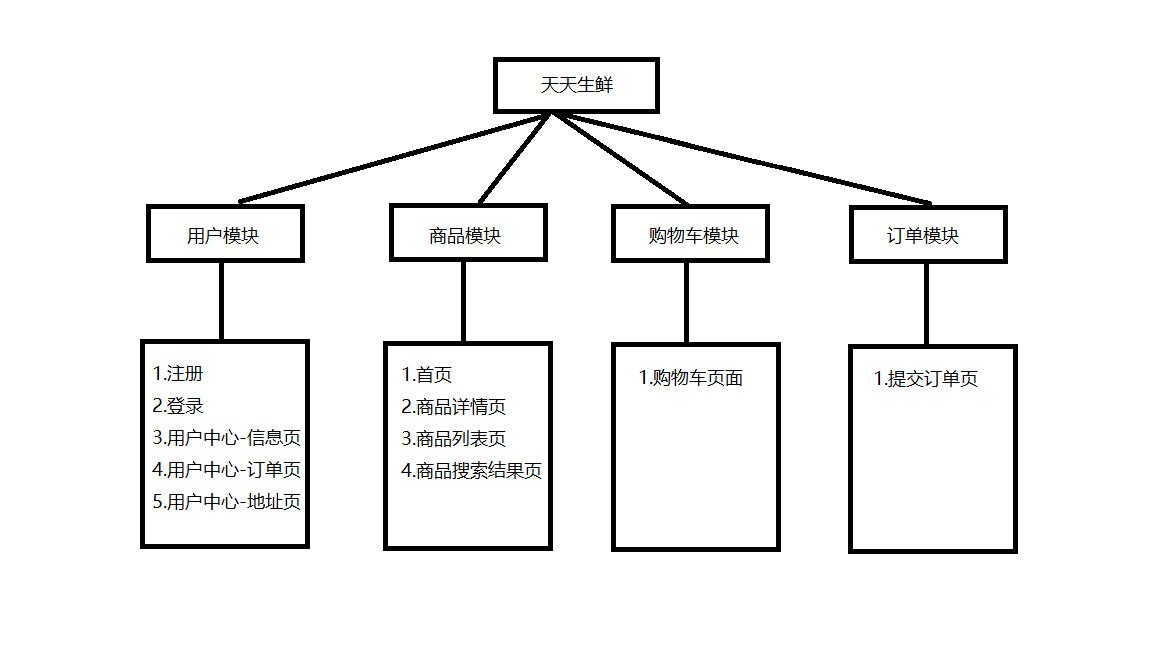 天天生鲜
用户模块
商品模块
购物车模块
订单模块
1.注册
2.登录
3.用户中心-信息页
4.用户中心-订单页
5.用户中心-地址页
1.首页
2.商品详情页
3.商品列表页
4.商品搜索结果页
1.购物车页面
1.提交订单页